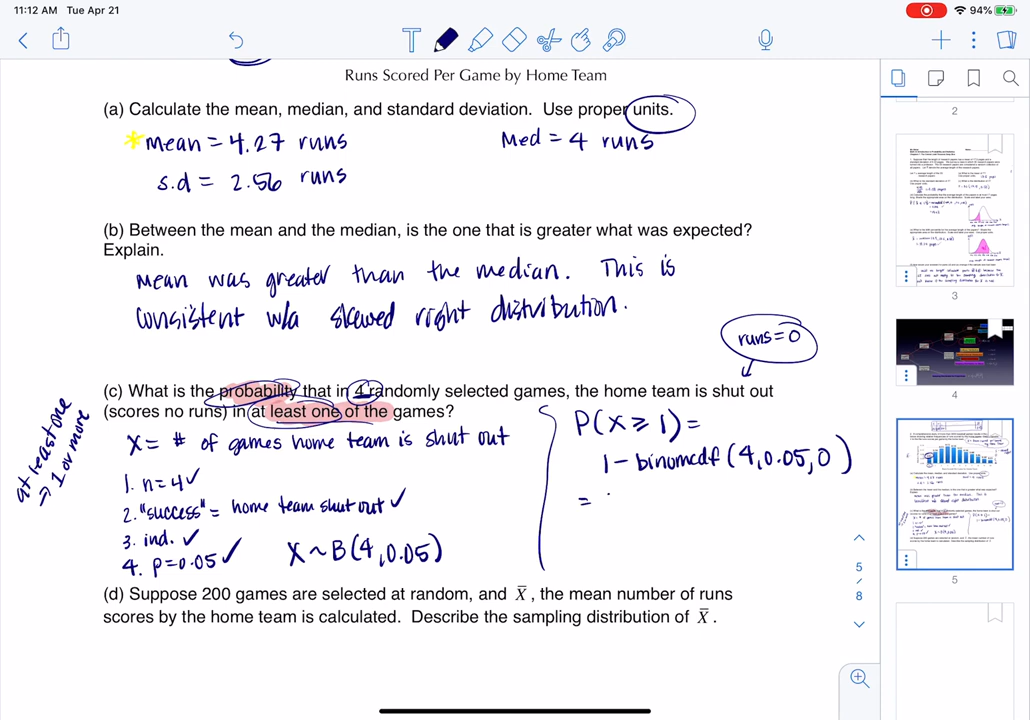 11:12 AM Tue Apr 21
94%
Runs Scored Per Game by Home Team
(a) Calculate the mean, median, and standard deviation. Use proper units.
*mean = 4.27 runs
Med = 4 runs
s.d = 2.56 runs
(b) Between the mean and the median, is the one that is greater what was expected?
Explain.
Mean was greater than the median. This is
consistent w/a skewed right distribution.
runs = 0
(c) What is the probability that in 4 randomly selected games, the home team is shut out
(scores no runs) in at least one of the games?
at least one
⇒ 1 or more
X = # of games home team is shut out
1. n = 4 ✓
2. "success" = home team shut out ✓
3. ind. ✓
4. p = 0.05 ✓
X ~ B(4, 0.05)
P(X ≥ 1) =
1 - binomcdf(4, 0.05, 0)
=
(d) Suppose 200 games are selected at random, and X̅, the mean number of runs
scores by the home team is calculated. Describe the sampling distribution of X̅.
2
3
4
5
5
/
8